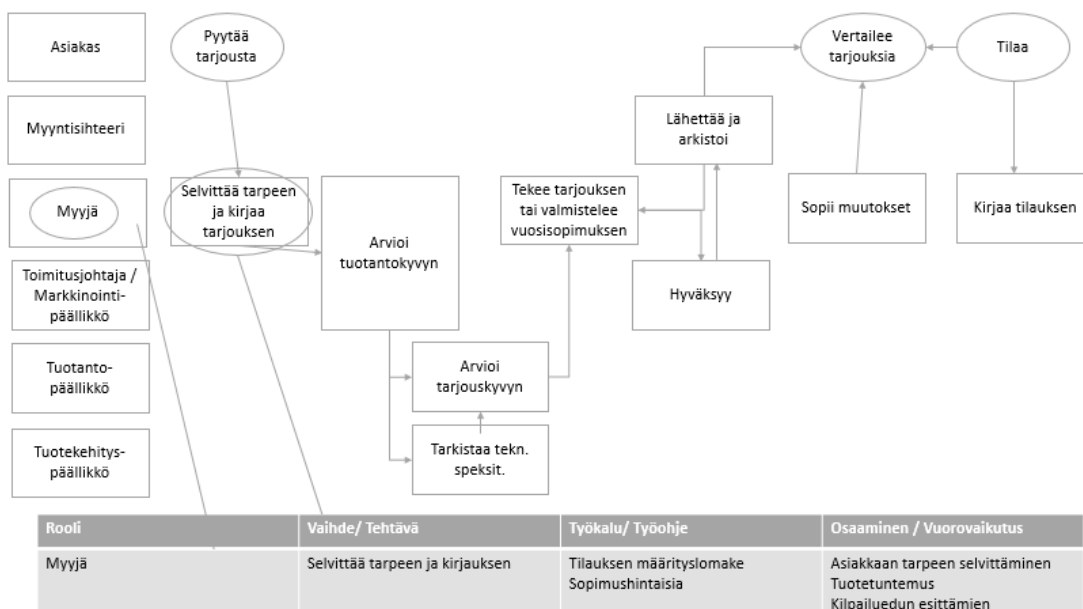 Asiakas
Pyytää
tarjousta
Vertailee
tarjouksia
Tilaa
Myyntisihteeri
Lähettää ja
arkistoi
Myyjä
Selvittää tarpeen
ja kirjaa
tarjouksen
Arvioi
tuotantokyvyn
Tekee tarjouksen
tai valmistelee
vuosisopimuksen
Sopii muutokset
Kirjaa tilauksen
Toimitusjohtaja /
Markkinointi-
päällikkö
Hyväksyy
Tuotanto-
päällikkö
Arvioi
tarjouskyvyn
Tuotekehitys-
päällikkö
Tarkistaa tekn.
speksit.
Rooli
Vaihde/ Tehtävä
Työkalu/ Työohje
Osaaminen / Vuorovaikutus
Myyjä
Selvittää tarpeen ja kirjauksen
Tilauksen määrityslomake
Sopimushintaisia
Asiakkaan tarpeen selvittäminen
Tuotetuntemus
Kilpailuedun esittämien